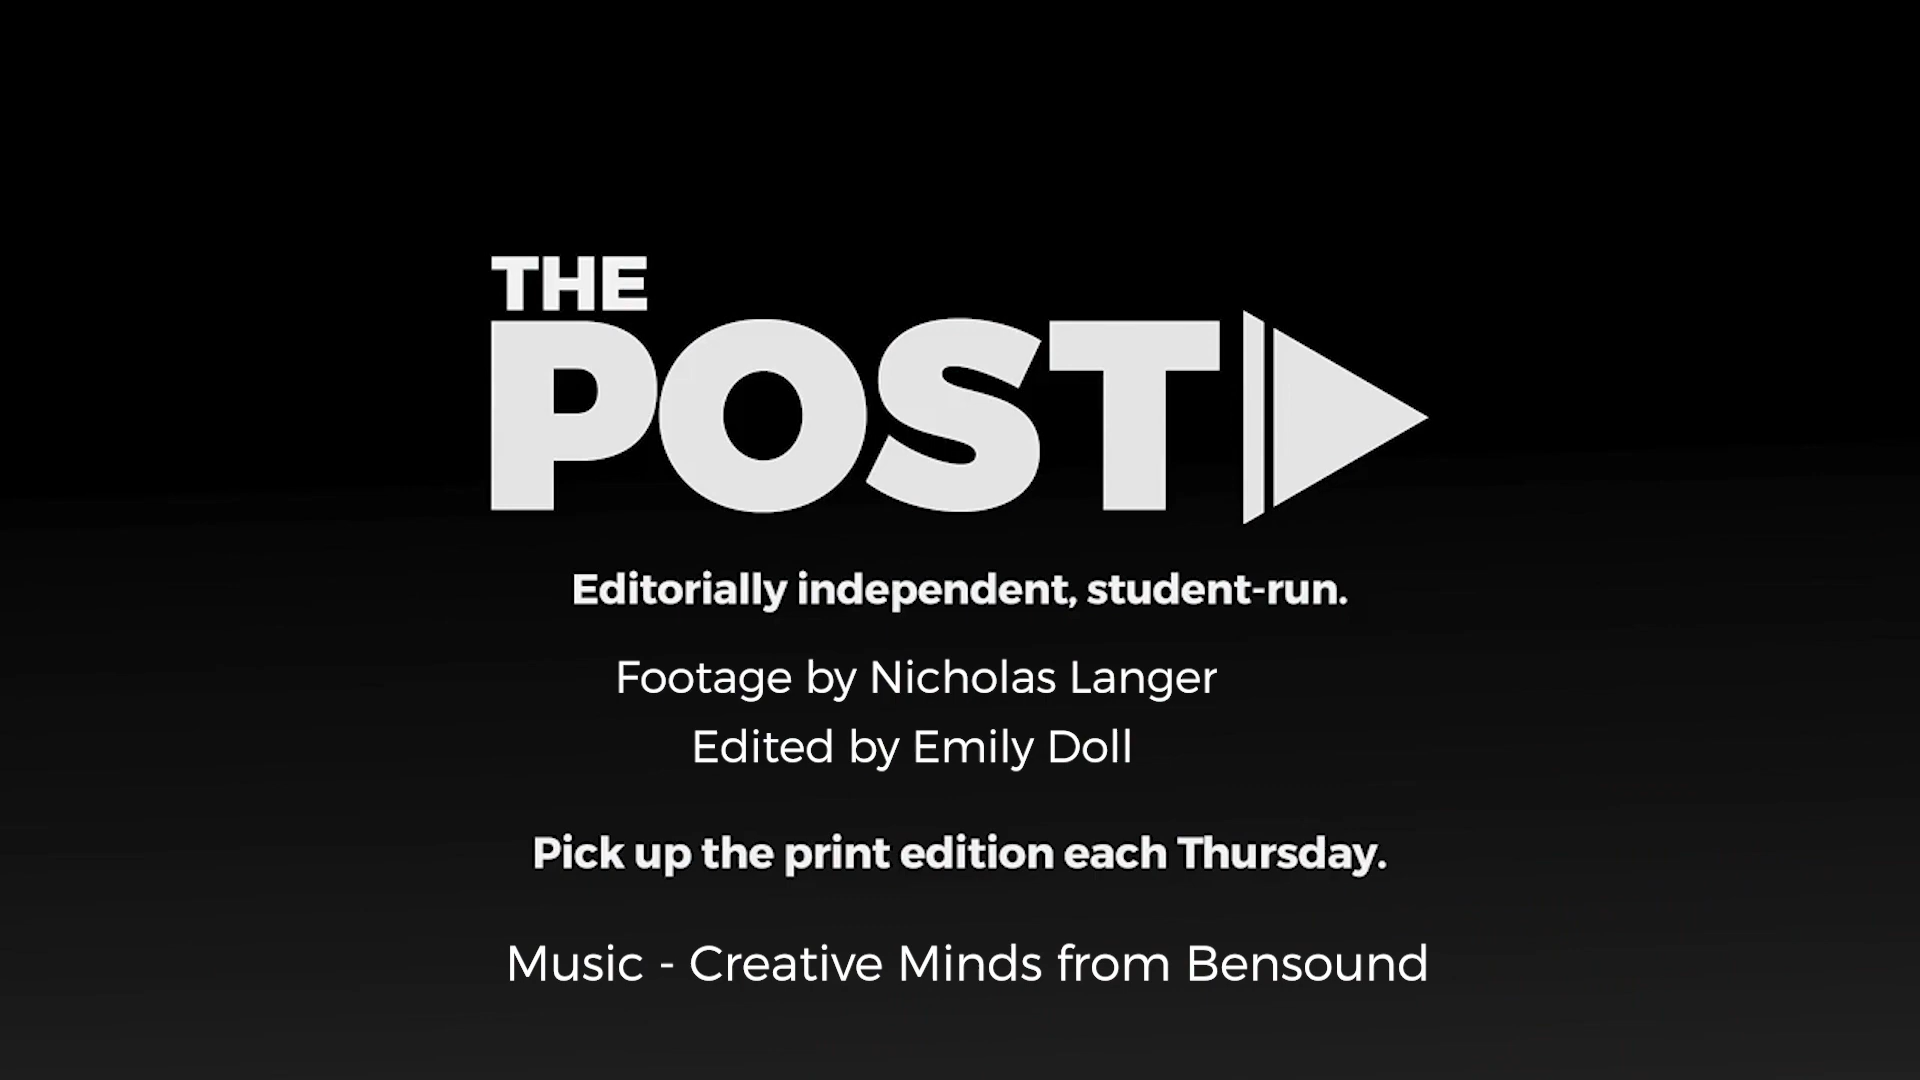 THE
POST
Editorially independent, student-run.
Footage by Nicholas Langer
Edited by Emily Doll
Pick up the print edition each Thursday.
Music - Creative Minds from Bensound